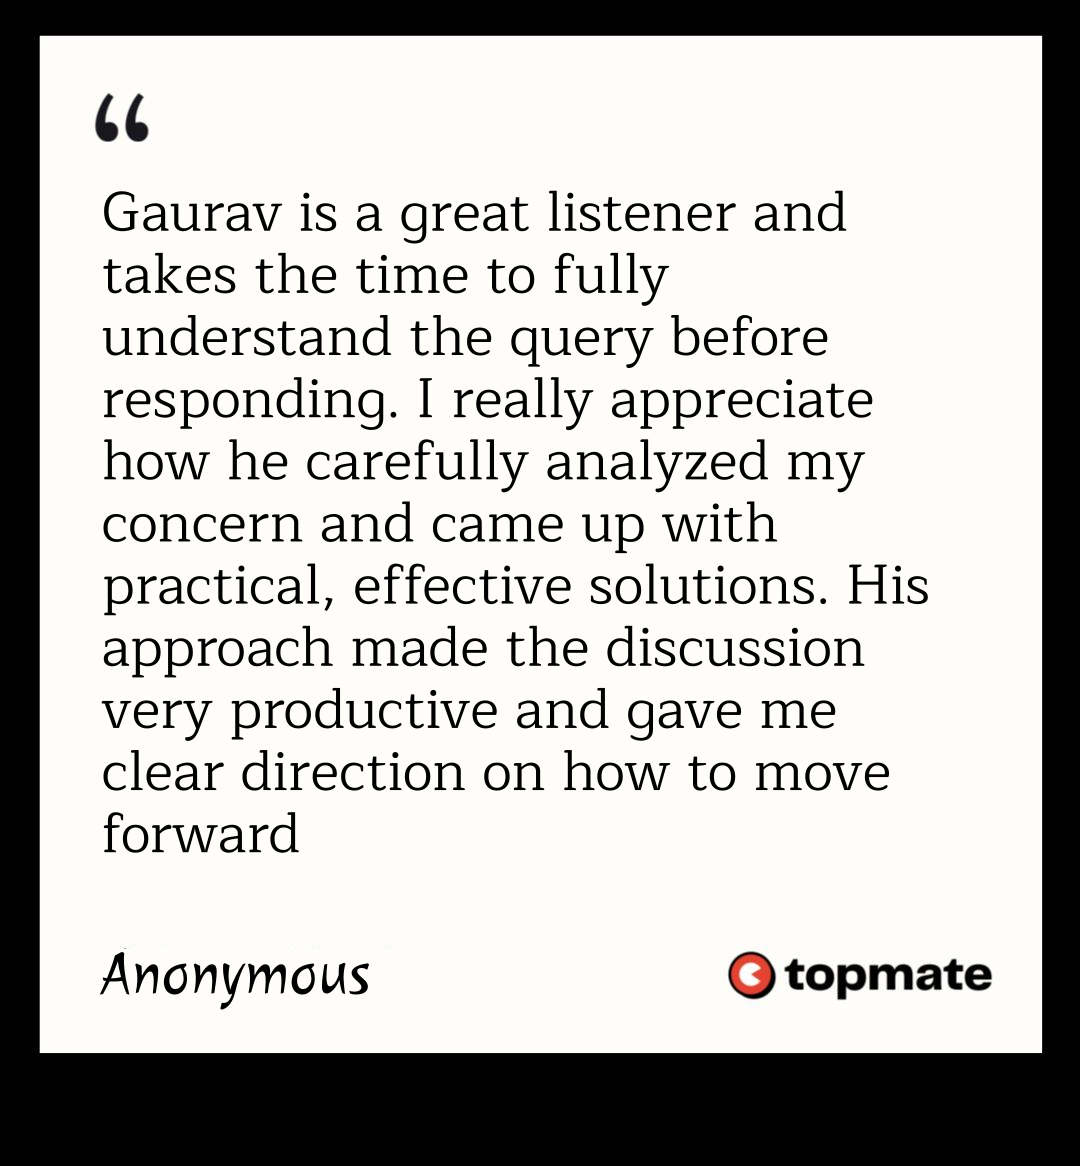 “
Gaurav is a great listener and
takes the time to fully
understand the query before
responding. I really appreciate
how he carefully analyzed my
concern and came up with
practical, effective solutions. His
approach made the discussion
very productive and gave me
clear direction on how to move
forward
Anonymous
topmate